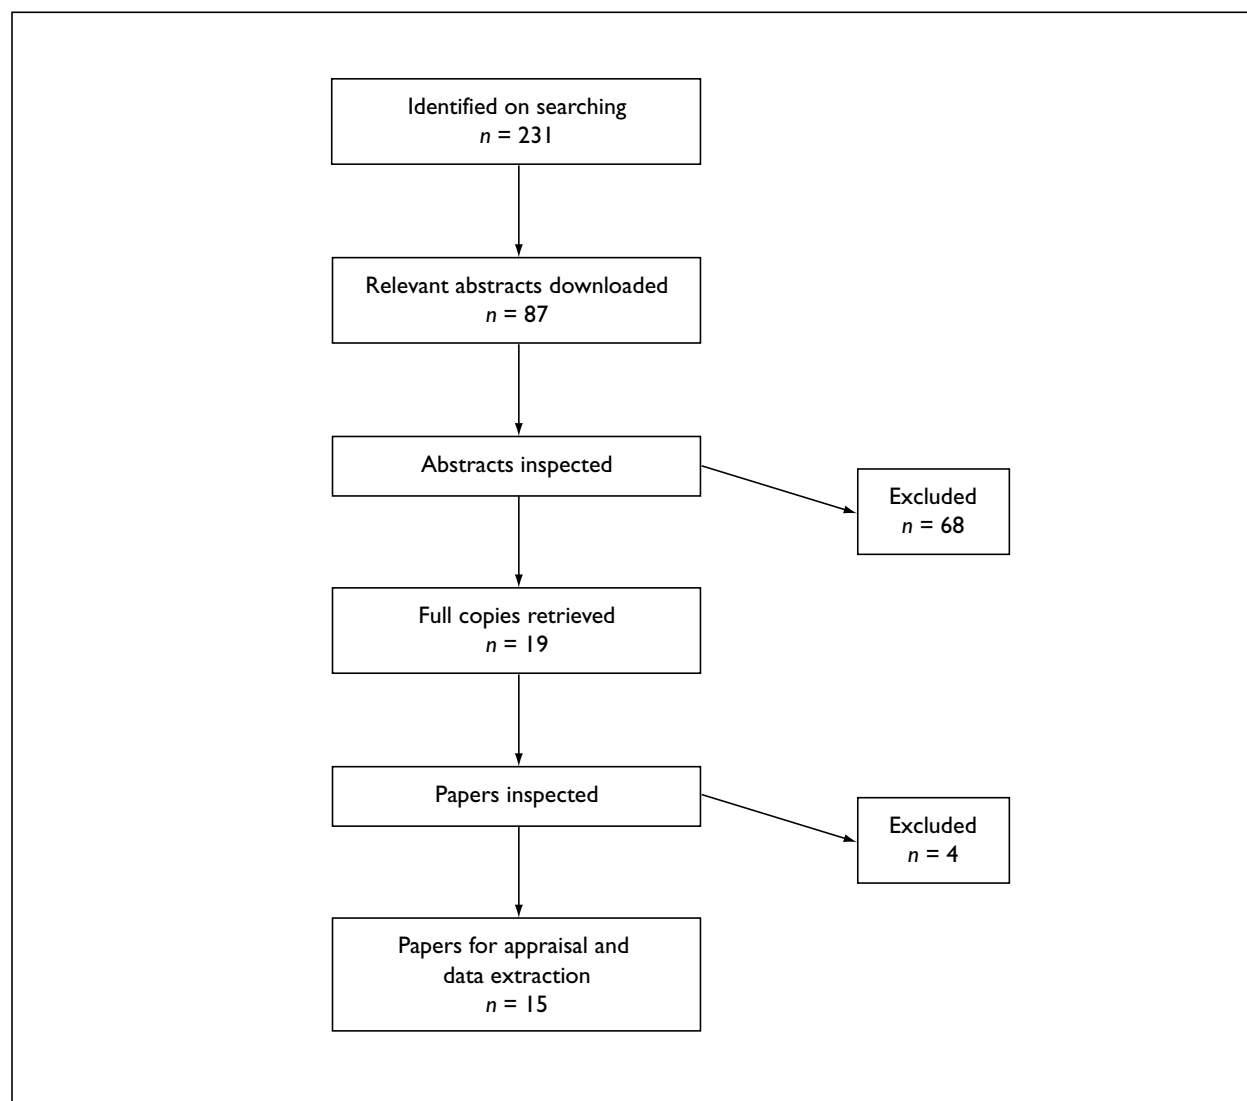 Identified on searching
n = 231
Relevant abstracts downloaded
n = 87
Abstracts inspected
Excluded
n = 68
Full copies retrieved
n = 19
Papers inspected
Excluded
n = 4
Papers for appraisal and
data extraction
n = 15